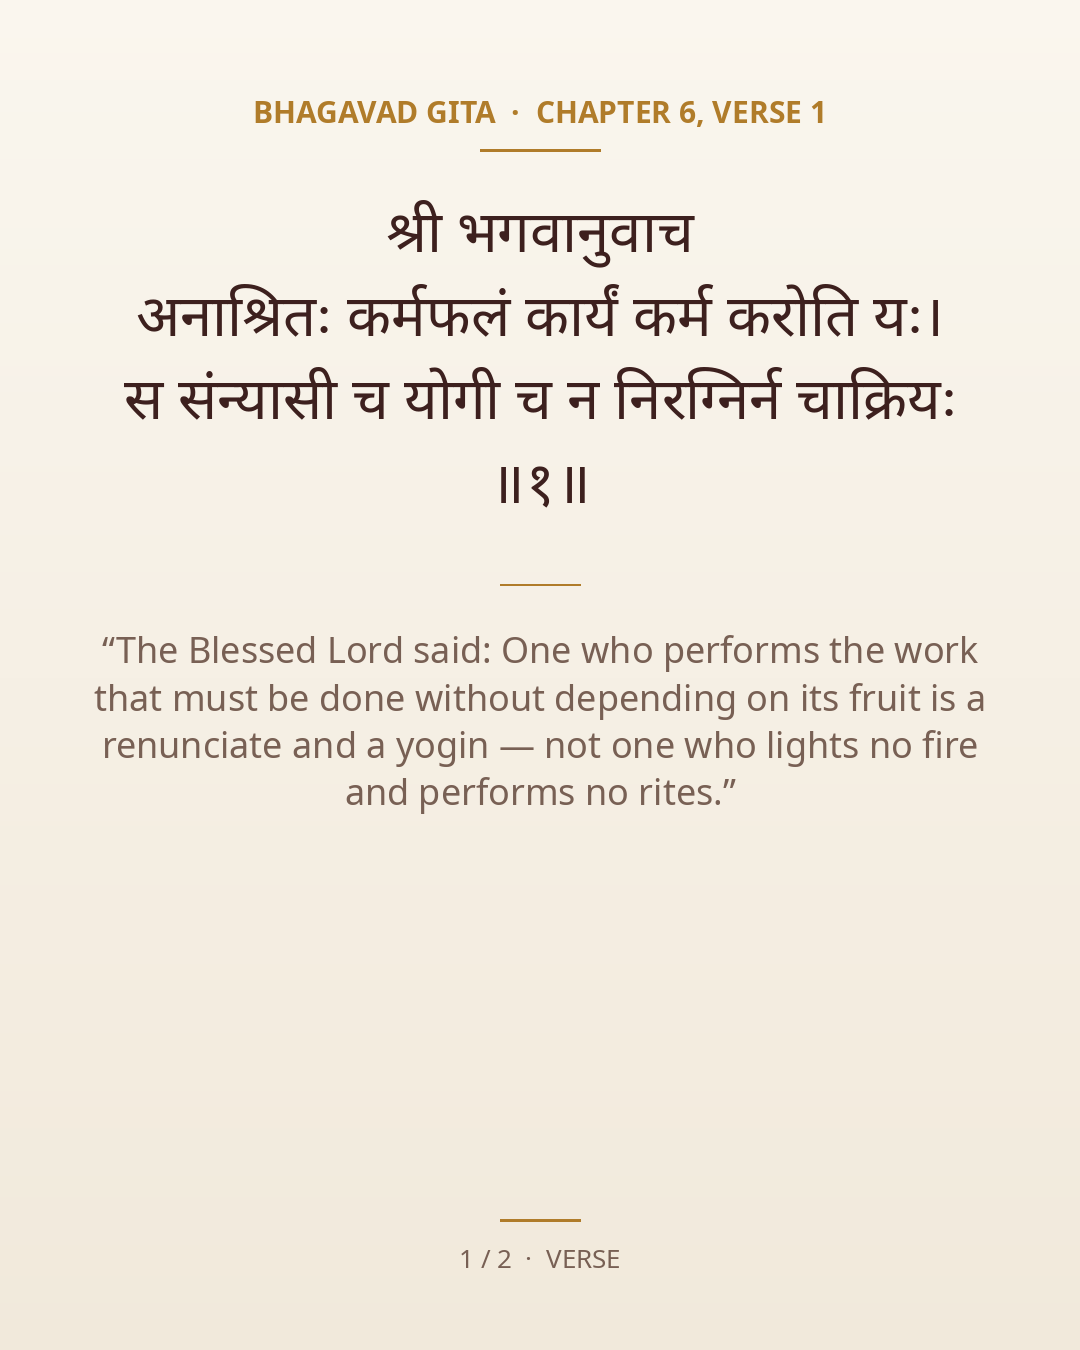 BHAGAVAD GITA · CHAPTER 6, VERSE 1
श्री भगवानुवाच
अनाश्रितः कर्मफलं कार्यं कर्म करोति यः।
स संन्यासी च योगी च न निरग्निर्न चाक्रियः
॥१॥
“The Blessed Lord said: One who performs the work
that must be done without depending on its fruit is a
renunciate and a yogin — not one who lights no fire
and performs no rites.”
1 / 2 · VERSE